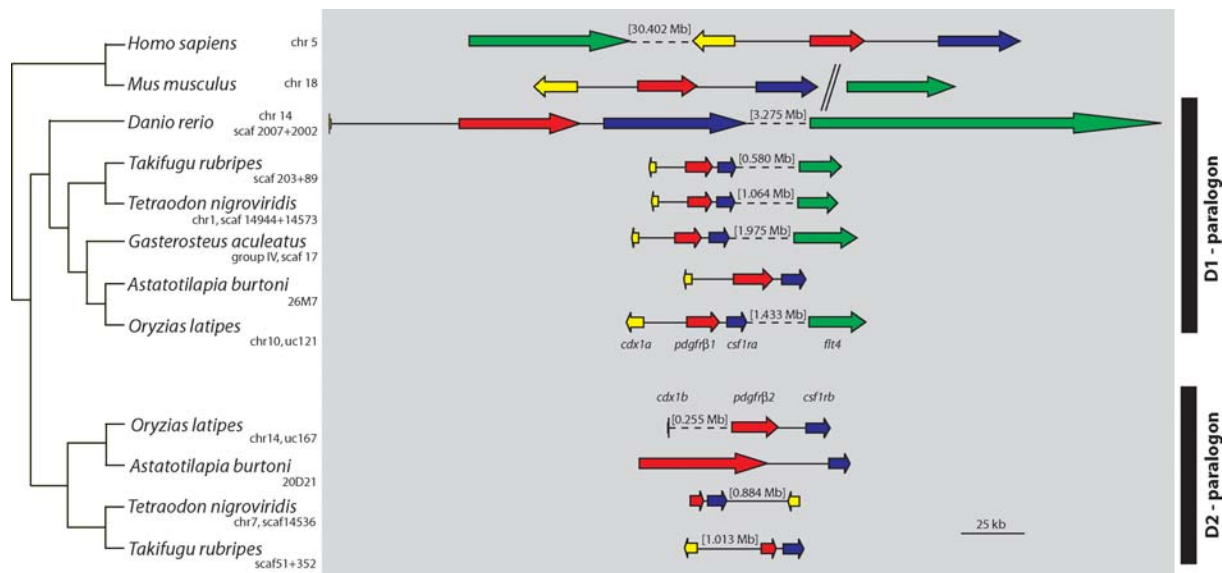 Homo sapiens
chr 5
[30.402 Mb]
Mus musculus
chr 18
Danio rerio
chr 14
scaf 2007+2002
[3.275 Mb]
Takifugu rubripes
scaf 203+89
[0.580 Mb]
Tetraodon nigroviridis
chr1, scaf 14944+14573
[1.064 Mb]
Gasterosteus aculeatus
group IV, scaf 17
[1.975 Mb]
Astatotilapia burtoni
26M7
Oryzias latipes
chr10, uc121
[1.433 Mb]
cdx1a pdgfrβ1 csf1ra flt4
D1 - paralogon
cdx1b pdgfrβ2 csf1rb
Oryzias latipes
chr14, uc167
[0.255 Mb]
Astatotilapia burtoni
20D21
Tetraodon nigroviridis
chr7, scaf14536
[0.884 Mb]
Takifugu rubripes
scaf51+352
[1.013 Mb]
25 kb
D2 - paralogon